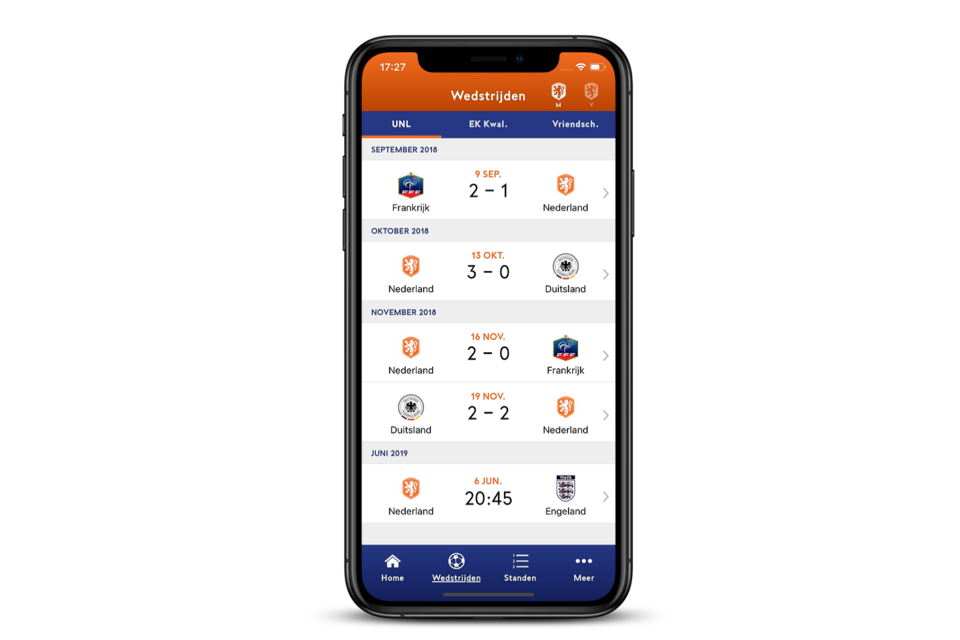 17:27
Wedstrijden
M
V
UNL
EK Kwal.
Vriendsch.
SEPTEMBER 2018
9 SEP.
2 – 1
Frankrijk
Nederland
OKTOBER 2018
13 OKT.
3 – 0
Nederland
Duitsland
NOVEMBER 2018
16 NOV.
2 – 0
Nederland
Frankrijk
19 NOV.
2 – 2
Duitsland
Nederland
JUNI 2019
6 JUN.
20:45
Nederland
Engeland
Home
Wedstrijden
Standen
Meer